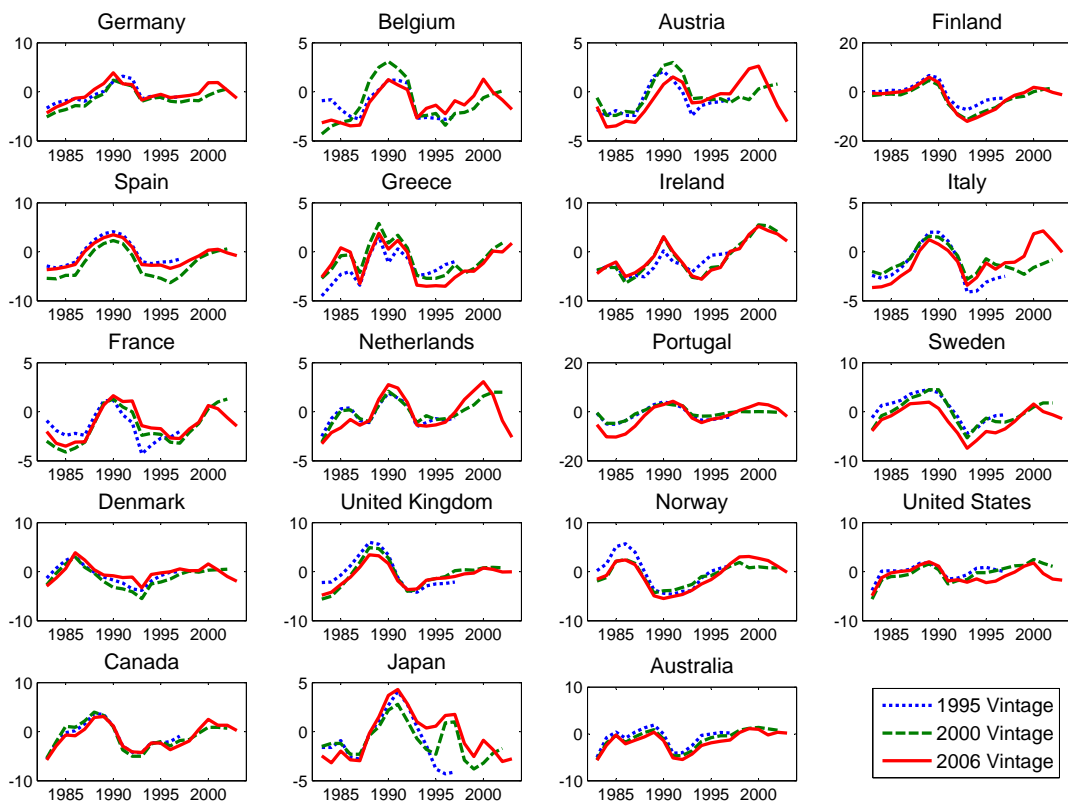 Germany Belgium Austria Finland
10 5 5 20
0 0 0 0
-10 -5 -5 -20
1985 1990 1995 2000 1985 1990 1995 2000 1985 1990 1995 2000 1985 1990 1995 2000
Spain Greece Ireland Italy
10 5 10 5
0 0 0 0
-10 -5 -10 -5
1985 1990 1995 2000 1985 1990 1995 2000 1985 1990 1995 2000 1985 1990 1995 2000
France Netherlands Portugal Sweden
5 5 20 10
0 0 0 0
-5 -5 -20 -10
1985 1990 1995 2000 1985 1990 1995 2000 1985 1990 1995 2000 1985 1990 1995 2000
Denmark United Kingdom Norway United States
10 10 10 10
0 0 0 0
-10 -10 -10 -10
1985 1990 1995 2000 1985 1990 1995 2000 1985 1990 1995 2000 1985 1990 1995 2000
Canada Japan Australia
10 5 10
0 0 0
-10 -5 -10
1985 1990 1995 2000 1985 1990 1995 2000 1985 1990 1995 2000
1995 Vintage
2000 Vintage
2006 Vintage